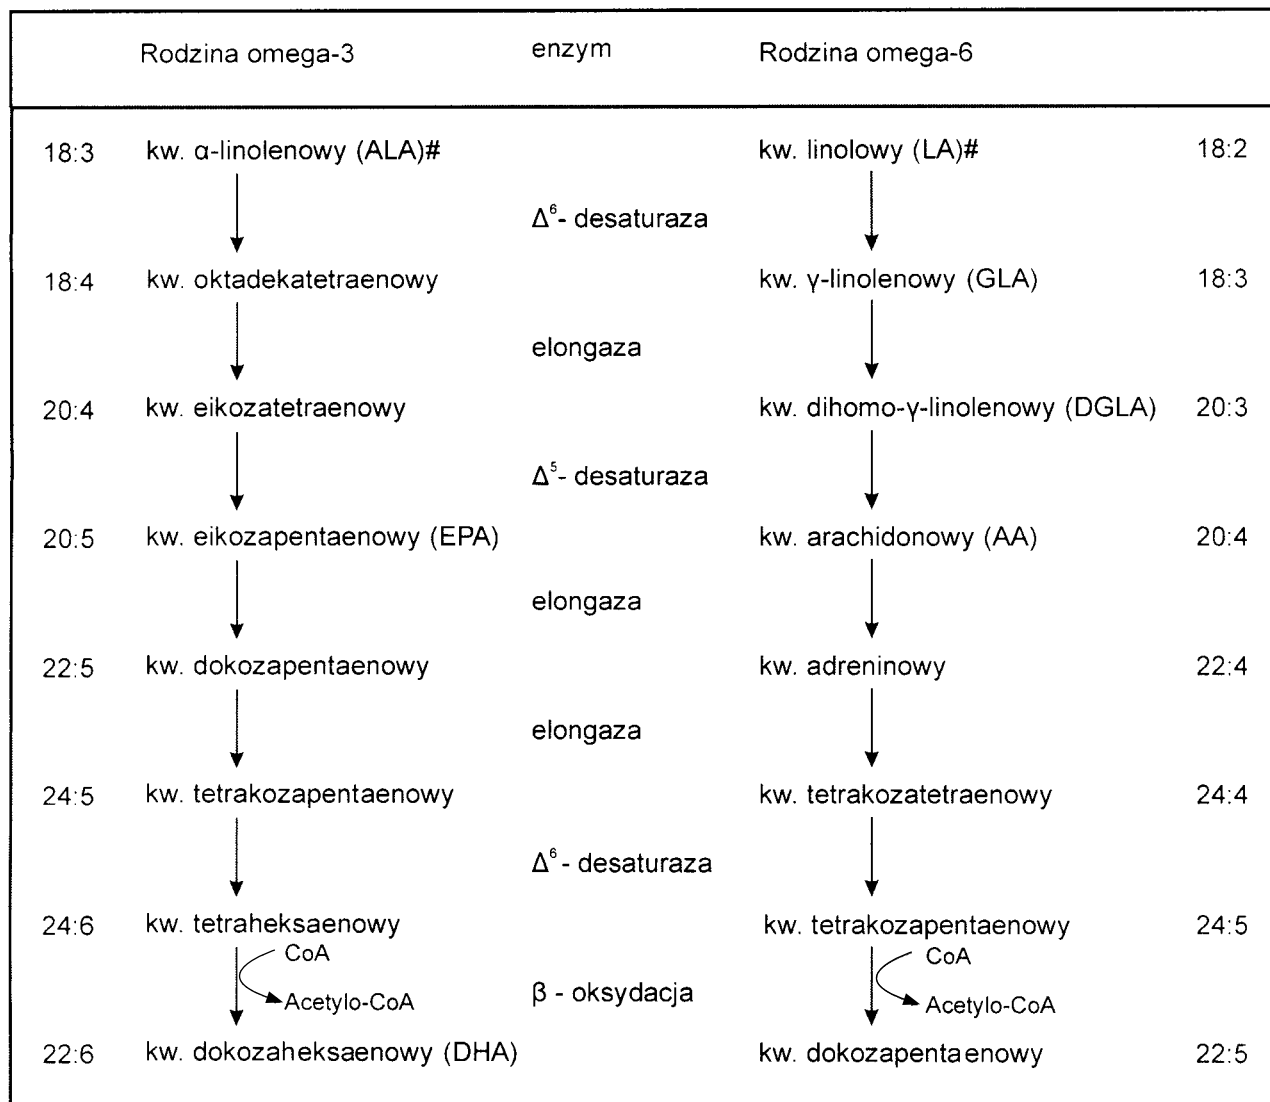 Rodzina omega-3 enzym Rodzina omega-6
18:3 kw. α-linolenowy (ALA)# kw. linolowy (LA)# 18:2
Δ⁶- desaturaza
18:4 kw. oktadekatetraenowy kw. γ-linolenowy (GLA) 18:3
elongaza
20:4 kw. eikozatetraenowy kw. dihomo-γ-linolenowy (DGLA) 20:3
Δ⁵- desaturaza
20:5 kw. eikozapentaenowy (EPA) kw. arachidonowy (AA) 20:4
elongaza
22:5 kw. dokozapentaenowy kw. adreninowy 22:4
elongaza
24:5 kw. tetrakozapentaenowy kw. tetrakozatetraenowy 24:4
Δ⁶- desaturaza
24:6 kw. tetraheksaenowy kw. tetrakozapentaenowy 24:5
CoA CoA
Acetylo-CoA β - oksydacja Acetylo-CoA
22:6 kw. dokozaheksaenowy (DHA) kw. dokozapentaenowy 22:5